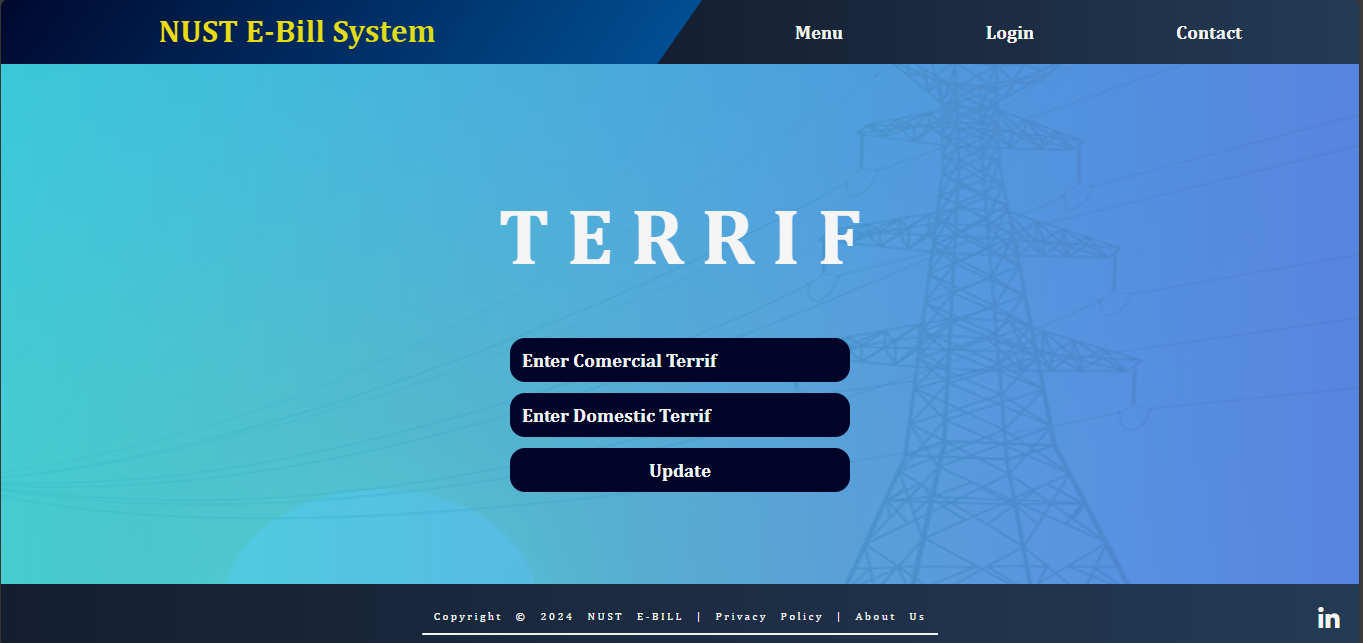 NUST E-Bill System
Menu Login Contact
TERRIF
Enter Comercial Terrif
Enter Domestic Terrif
Update
Copyright © 2024 NUST E-BILL | Privacy Policy | About Us
in